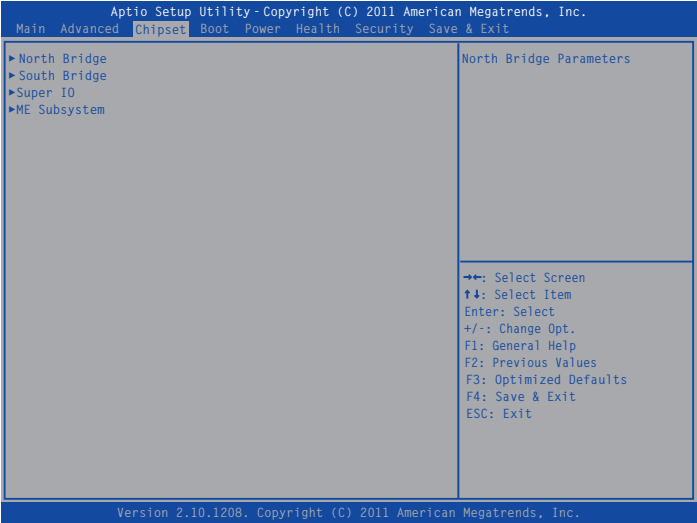 Aptio Setup Utility - Copyright (C) 2011 American Megatrends, Inc.
Main Advanced Chipset Boot Power Health Security Save & Exit
► North Bridge
► South Bridge
►Super IO
►ME Subsystem
North Bridge Parameters
→←: Select Screen
↑↓: Select Item
Enter: Select
+/-: Change Opt.
F1: General Help
F2: Previous Values
F3: Optimized Defaults
F4: Save & Exit
ESC: Exit
Version 2.10.1208. Copyright (C) 2011 American Megatrends, Inc.